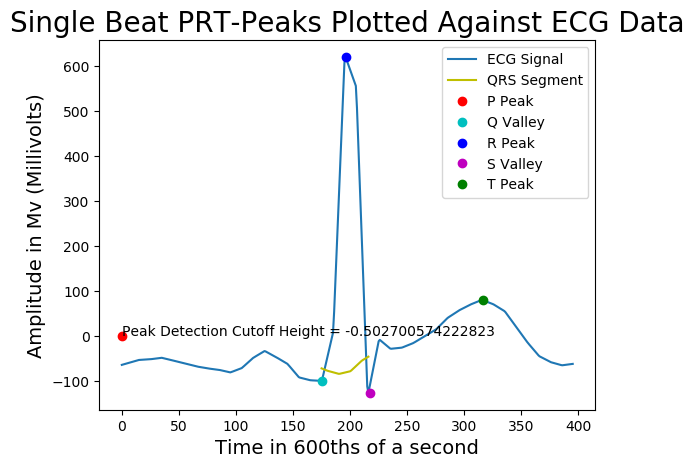 Single Beat PRT-Peaks Plotted Against ECG Data
Amplitude in Mv (Millivolts)
600
500
400
300
200
100
0
−100
ECG Signal
QRS Segment
P Peak
Q Valley
R Peak
S Valley
T Peak
Peak Detection Cutoff Height = -0.502700574222823
0 50 100 150 200 250 300 350 400
Time in 600ths of a second